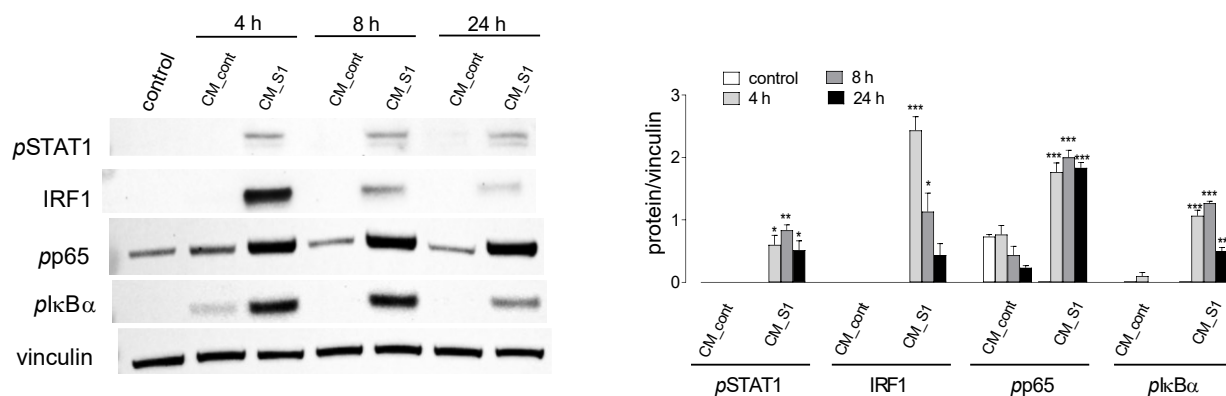 4 h 8 h 24 h
control CM_cont CM_S1 CM_cont CM_S1 CM_cont CM_S1
pSTAT1
IRF1
pp65
pIκBα
vinculin
control 8 h
4 h 24 h
protein/vinculin
3
2
1
0
* ** * *** * *** *** *** *** *** **
CM_cont CM_S1 CM_cont CM_S1 CM_cont CM_S1 CM_cont CM_S1
pSTAT1 IRF1 pp65 pIκBα